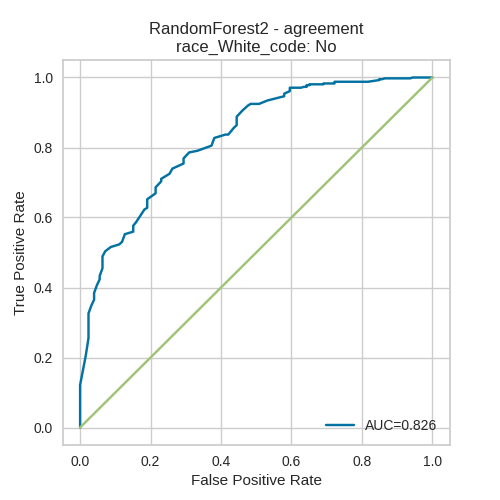 RandomForest2 - agreement
race_White_code: No
1.0
0.8
0.6
0.4
0.2
0.0
True Positive Rate
AUC=0.826
0.0 0.2 0.4 0.6 0.8 1.0
False Positive Rate